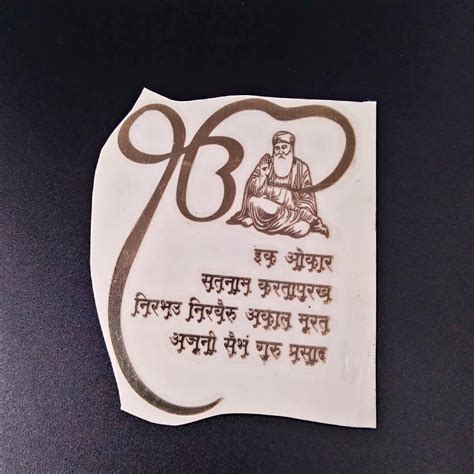 ੴ
इक ओंकार
सतनाम करतापुरख
निरभउ निरवैरु अकाल मूरत
अजूनी सैभं गुरु प्रसाद